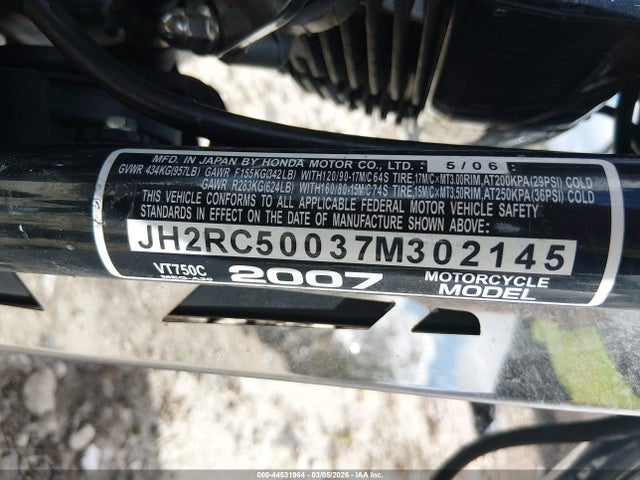 MFD. IN JAPAN BY HONDA MOTOR CO., LTD. 5/06
GVWR 434KG(957LB) GAWR F155KG(342LB) WITH120/90-17M/C 64S TIRE,17M/C×MT3.00RIM,AT200KPA(29PSI) COLD
GAWR R283KG(624LB) WITH160/80-15M/C 74S TIRE,15M/C×MT3.50RIM,AT250KPA(36PSI) COLD
THIS VEHICLE CONFORMS TO ALL APPLICABLE FEDERAL MOTOR VEHICLE SAFETY
STANDARDS IN EFFECT ON THE DATE OF MANUFACTURE SHOWN ABOVE.
JH2RC50037M302145
VT750C 2007 MOTORCYCLE
MODEL
000-44531964 | 03/05/2026 | IAA Inc.